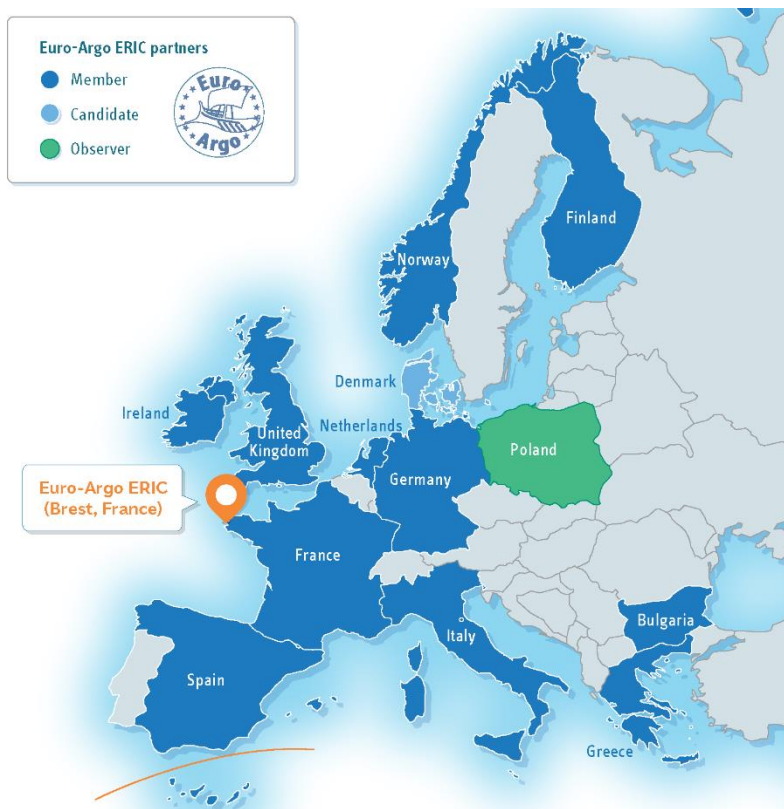 Euro-Argo ERIC partners
Member
Candidate
Observer
Euro
Argo
Finland
Norway
Denmark
Ireland
Netherlands
United
Kingdom
Poland
Germany
Euro-Argo ERIC
(Brest, France)
France
Bulgaria
Italy
Spain
Greece